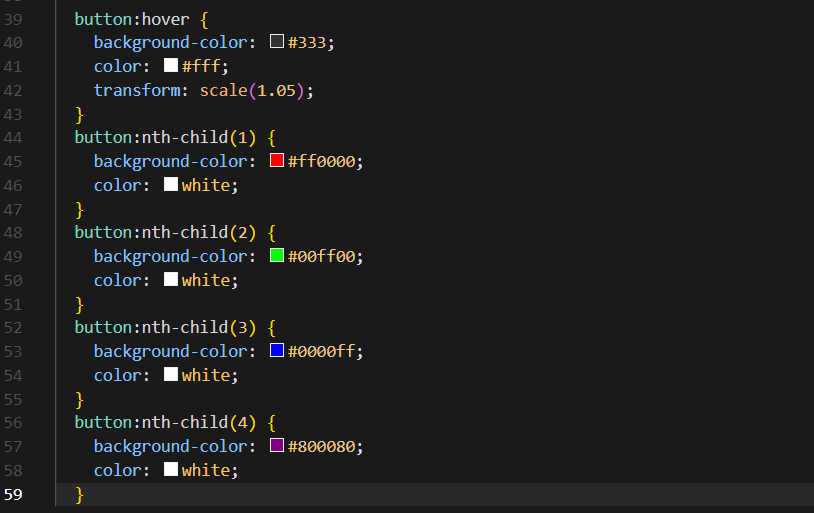 39 button:hover {
40 background-color: #333;
41 color: #fff;
42 transform: scale(1.05);
43 }
44 button:nth-child(1) {
45 background-color: #ff0000;
46 color: white;
47 }
48 button:nth-child(2) {
49 background-color: #00ff00;
50 color: white;
51 }
52 button:nth-child(3) {
53 background-color: #0000ff;
54 color: white;
55 }
56 button:nth-child(4) {
57 background-color: #800080;
58 color: white;
59 }